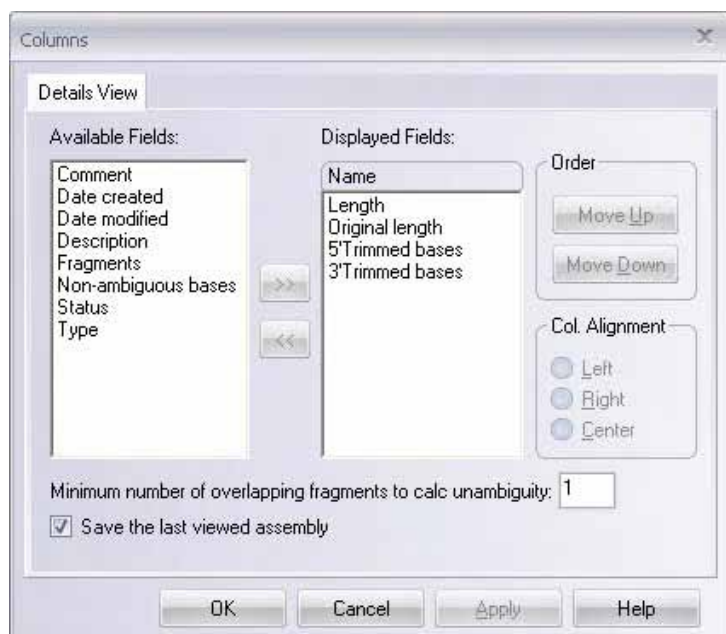 Columns
Details View
Available Fields:
Comment
Date created
Date modified
Description
Fragments
Non-ambiguous bases
Status
Type
>>
<<
Displayed Fields:
Name
Length
Original length
5'Trimmed bases
3'Trimmed bases
Order
Move Up
Move Down
Col. Alignment
Left
Right
Center
Minimum number of overlapping fragments to calc unambiguity: 1
Save the last viewed assembly
OK Cancel Apply Help